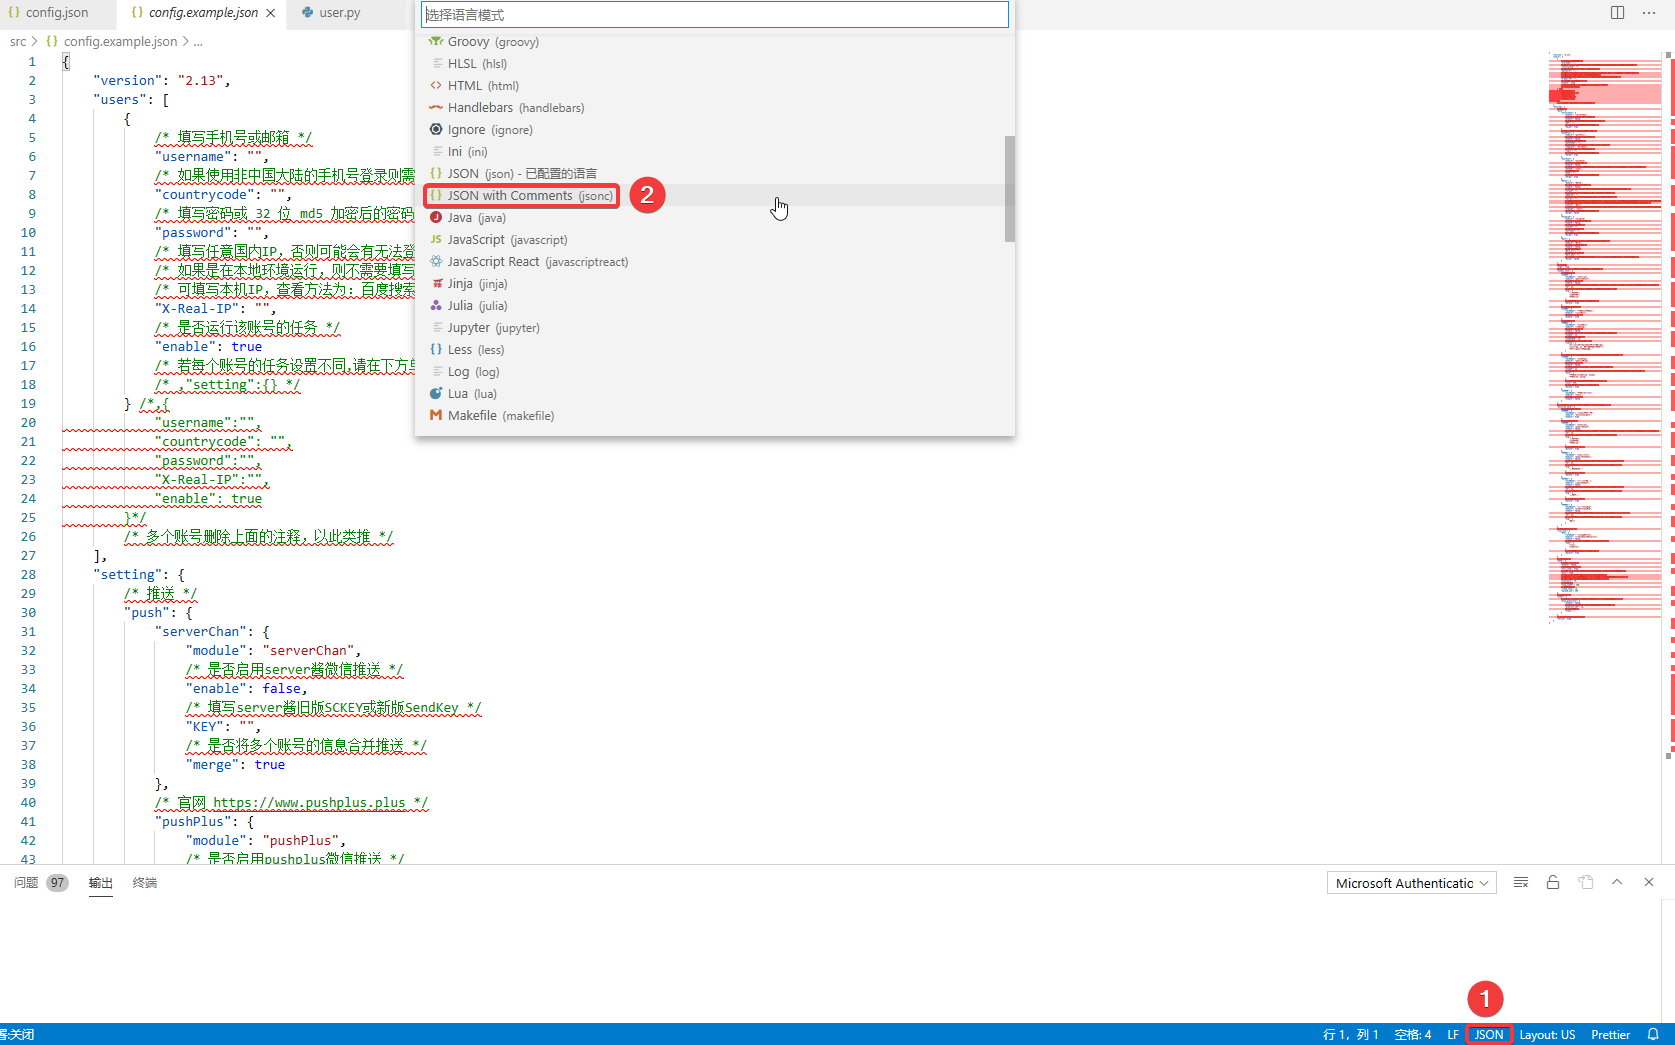 config.json
config.example.json
user.py
src > config.example.json > ...
选择语言模式
Groovy (groovy)
HLSL (hlsl)
HTML (html)
Handlebars (handlebars)
Ignore (ignore)
Ini (ini)
JSON (json) - 已配置的语言
JSON with Comments (jsonc)
2
Java (java)
JavaScript (javascript)
JavaScript React (javascriptreact)
Jinja (jinja)
Julia (julia)
Jupyter (jupyter)
Less (less)
Log (log)
Lua (lua)
Makefile (makefile)
1 {
2 "version": "2.13",
3 "users": [
4 {
5 /* 填写手机号或邮箱 */
6 "username": "",
7 /* 如果使用非中国大陆的手机号登录则需
8 "countrycode": "",
9 /* 填写密码或 32 位 md5 加密后的密码
10 "password": "",
11 /* 填写任意国内IP，否则可能会有无法登
12 /* 如果是在本地环境运行，则不需要填写
13 /* 可填写本机IP，查看方法为：百度搜索
14 "X-Real-IP": "",
15 /* 是否运行该账号的任务 */
16 "enable": true
17 /* 若每个账号的任务设置不同,请在下方单
18 /* ,"setting":{} */
19 } /*,{
20 "username":"",
21 "countrycode": "",
22 "password":"",
23 "X-Real-IP":"",
24 "enable": true
25 }*/
26 /* 多个账号删除上面的注释，以此类推 */
27 ],
28 "setting": {
29 /* 推送 */
30 "push": {
31 "serverChan": {
32 "module": "serverChan",
33 /* 是否启用server酱微信推送 */
34 "enable": false,
35 /* 填写server酱旧版SCKEY或新版SendKey */
36 "KEY": "",
37 /* 是否将多个账号的信息合并推送 */
38 "merge": true
39 },
40 /* 官网 https://www.pushplus.plus */
41 "pushPlus": {
42 "module": "pushPlus",
43 /* 是否启用pushplus微信推送 */
问题 97 输出 终端
Microsoft Authenticatic
1
:关闭
行 1，列 1 空格: 4 LF JSON Layout: US Prettier